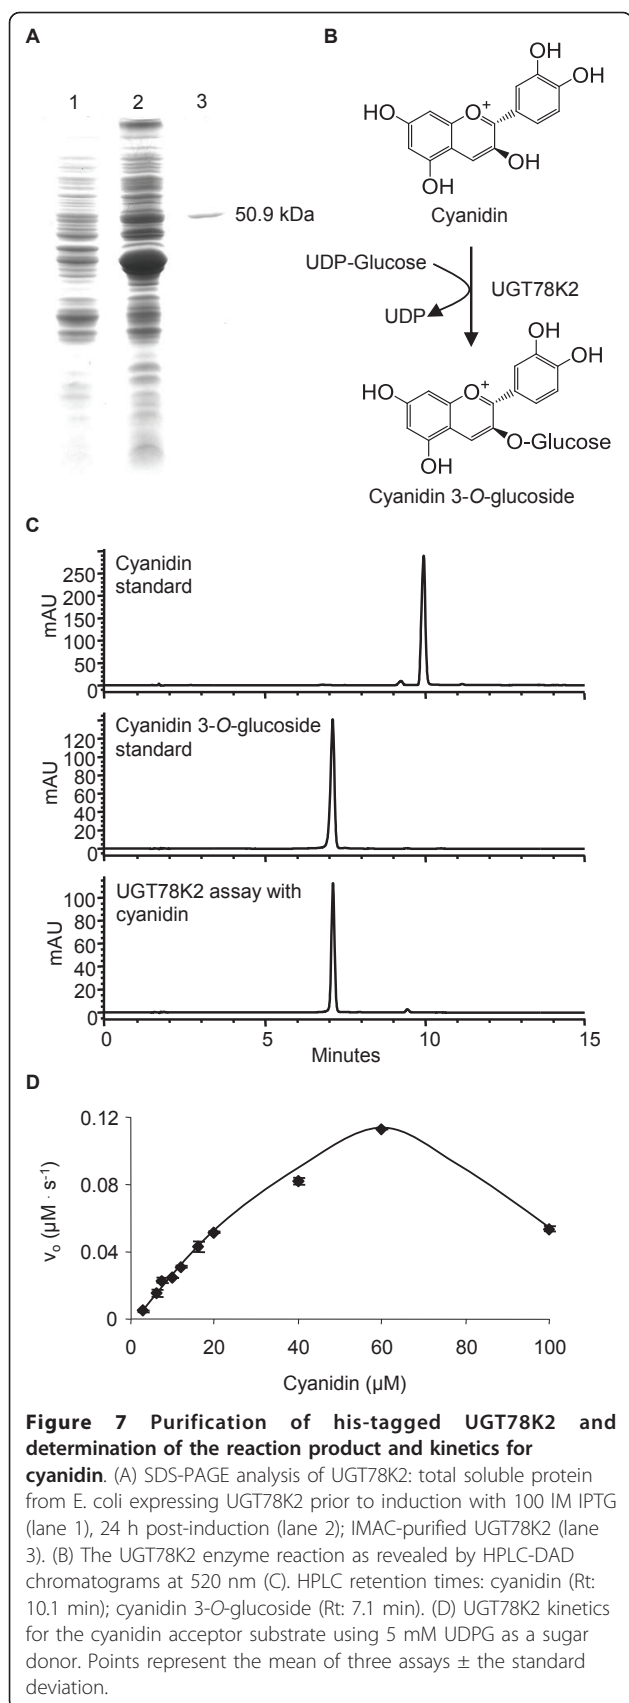 A
B
1 2 3
50.9 kDa
OH
OH
HO
O+
OH
OH
Cyanidin
UDP-Glucose
UGT78K2
UDP
OH
OH
HO
O+
O-Glucose
OH
Cyanidin 3-O-glucoside
C
Cyanidin
standard
mAU
250
200
150
100
50
0
Cyanidin 3-O-glucoside
standard
mAU
120
100
80
60
40
20
0
UGT78K2 assay with
cyanidin
mAU
100
80
60
40
20
0
0 5 10 15
Minutes
D
v₀ (µM · s⁻¹)
0.12
0.08
0.04
0
0 20 40 60 80 100
Cyanidin (µM)
Figure 7 Purification of his-tagged UGT78K2 and
determination of the reaction product and kinetics for
cyanidin. (A) SDS-PAGE analysis of UGT78K2: total soluble protein
from E. coli expressing UGT78K2 prior to induction with 100 lM IPTG
(lane 1), 24 h post-induction (lane 2); IMAC-purified UGT78K2 (lane
3). (B) The UGT78K2 enzyme reaction as revealed by HPLC-DAD
chromatograms at 520 nm (C). HPLC retention times: cyanidin (Rt:
10.1 min); cyanidin 3-O-glucoside (Rt: 7.1 min). (D) UGT78K2 kinetics
for the cyanidin acceptor substrate using 5 mM UDPG as a sugar
donor. Points represent the mean of three assays ± the standard
deviation.